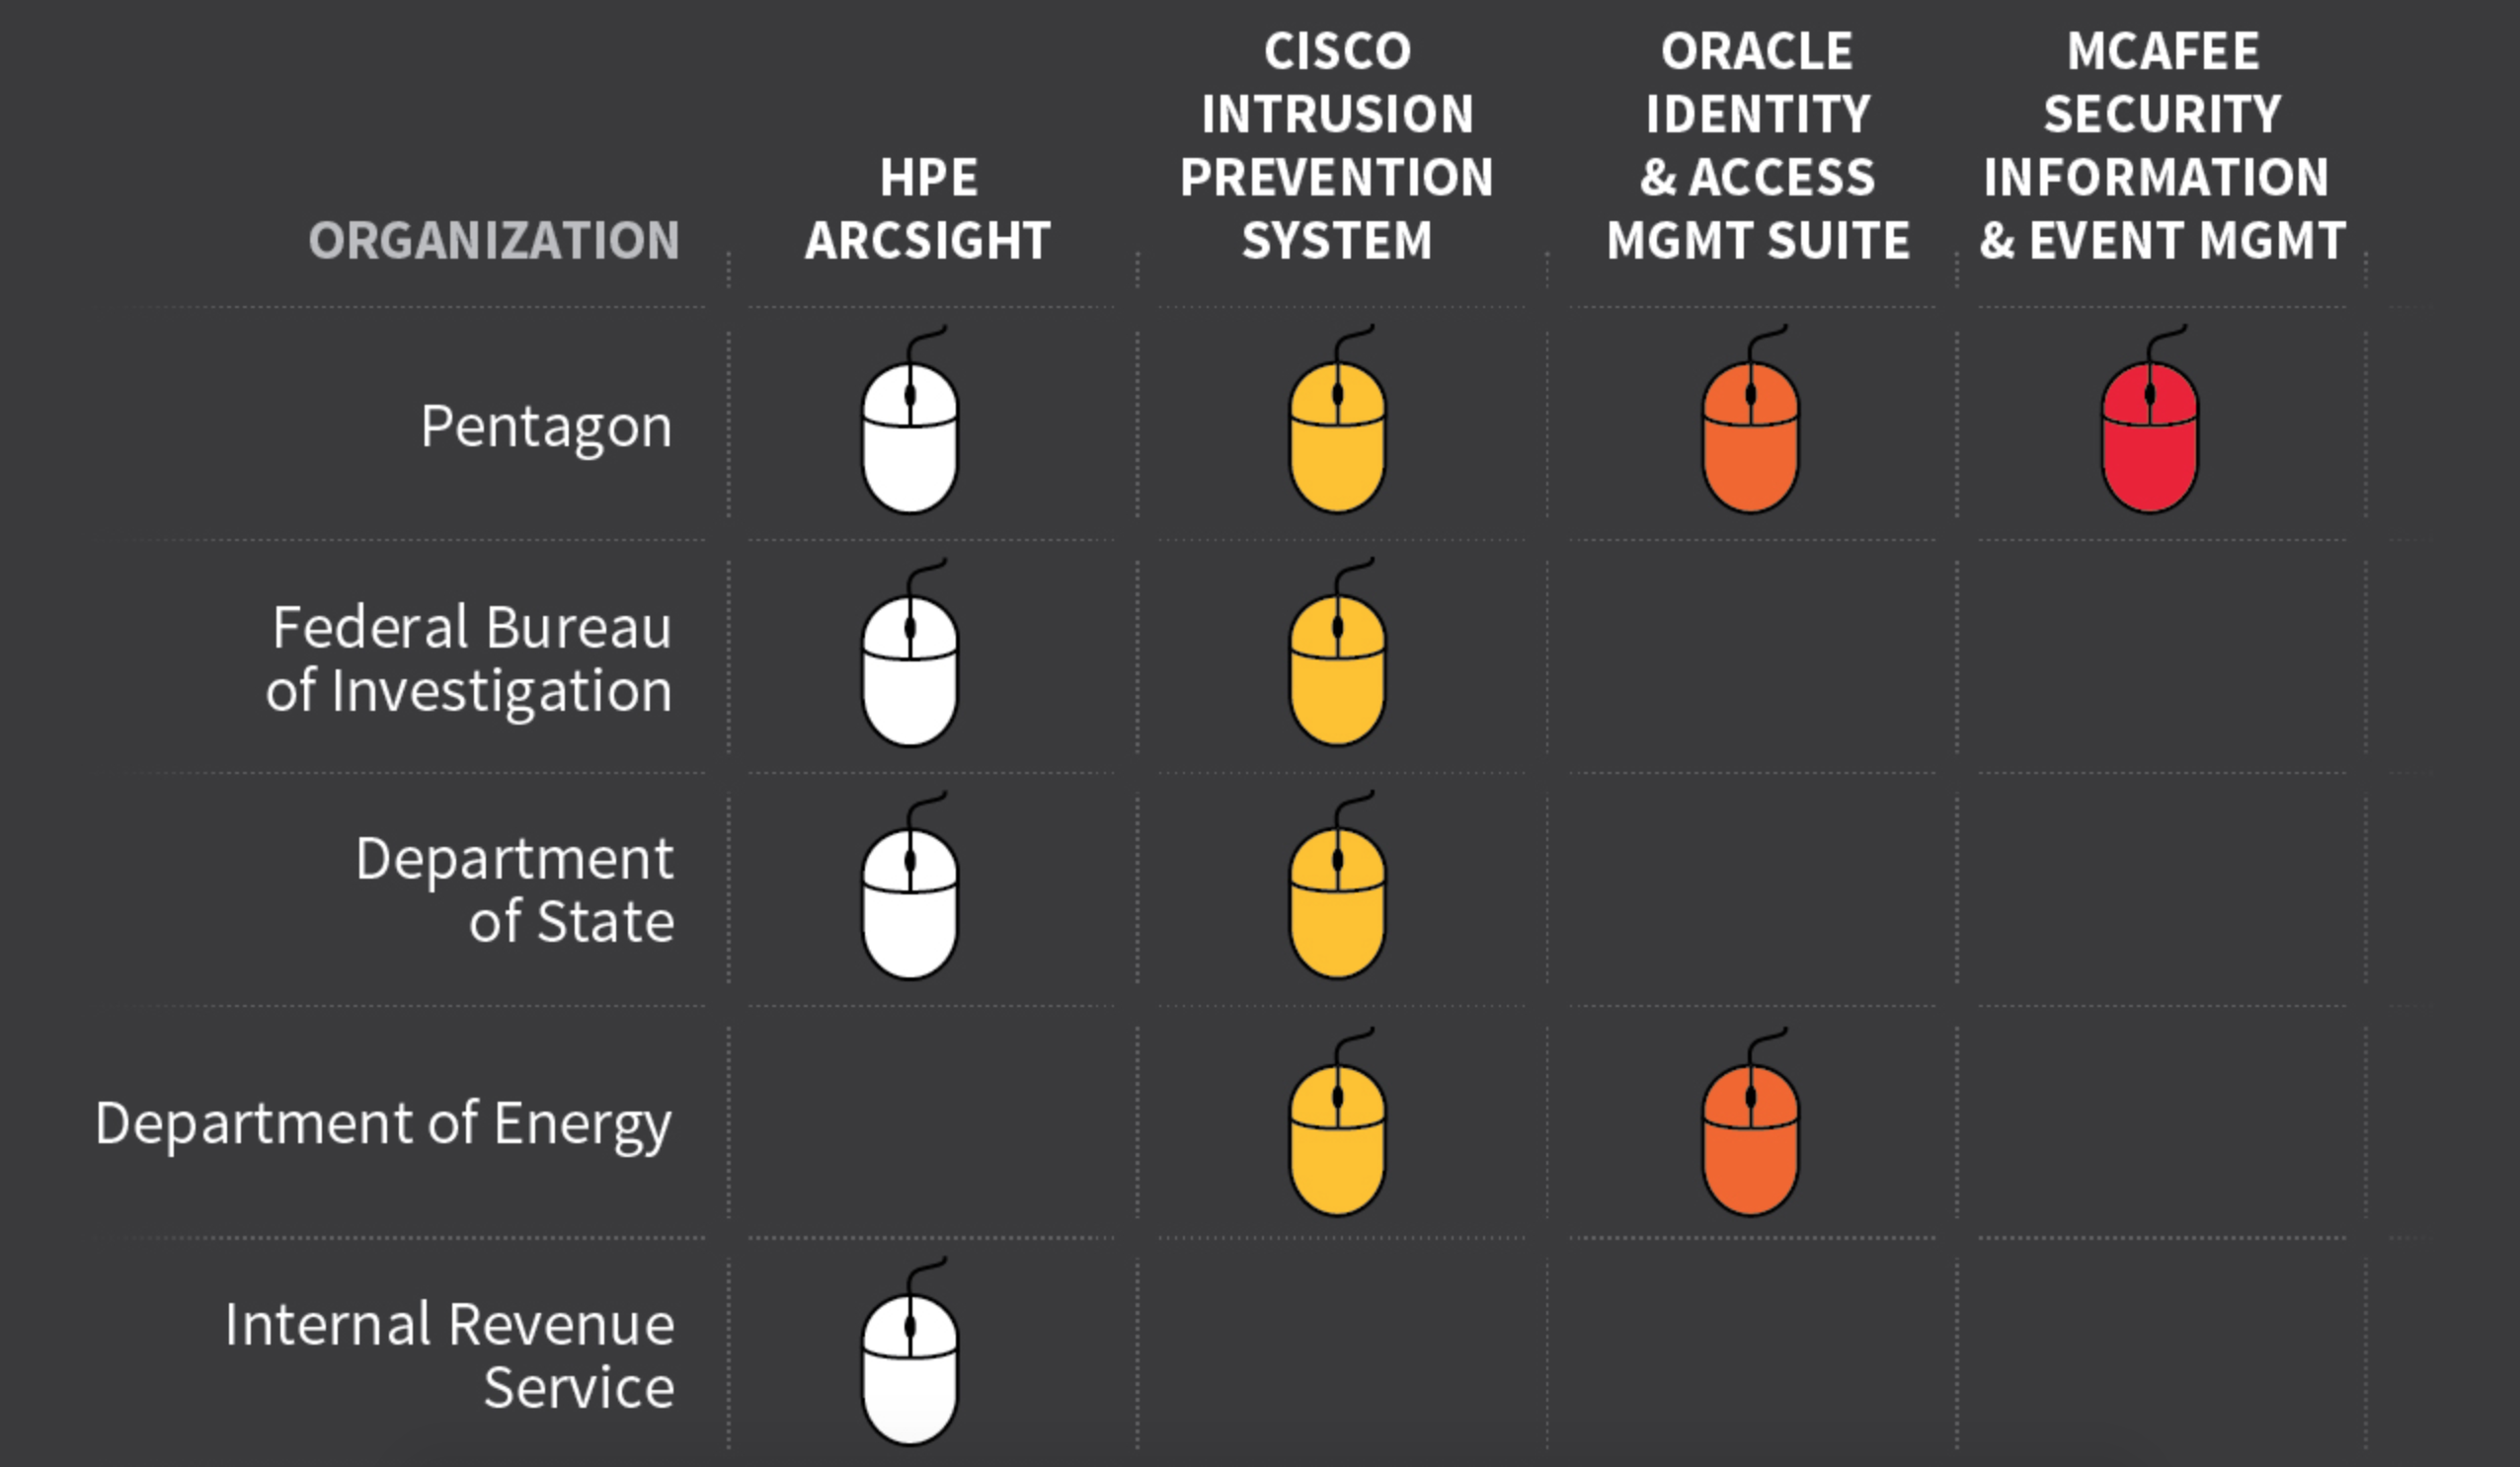 ORGANIZATION
HPE
ARCSIGHT
CISCO
INTRUSION
PREVENTION
SYSTEM
ORACLE
IDENTITY
& ACCESS
MGMT SUITE
MCAFEE
SECURITY
INFORMATION
& EVENT MGMT
Pentagon
Federal Bureau
of Investigation
Department
of State
Department of Energy
Internal Revenue
Service